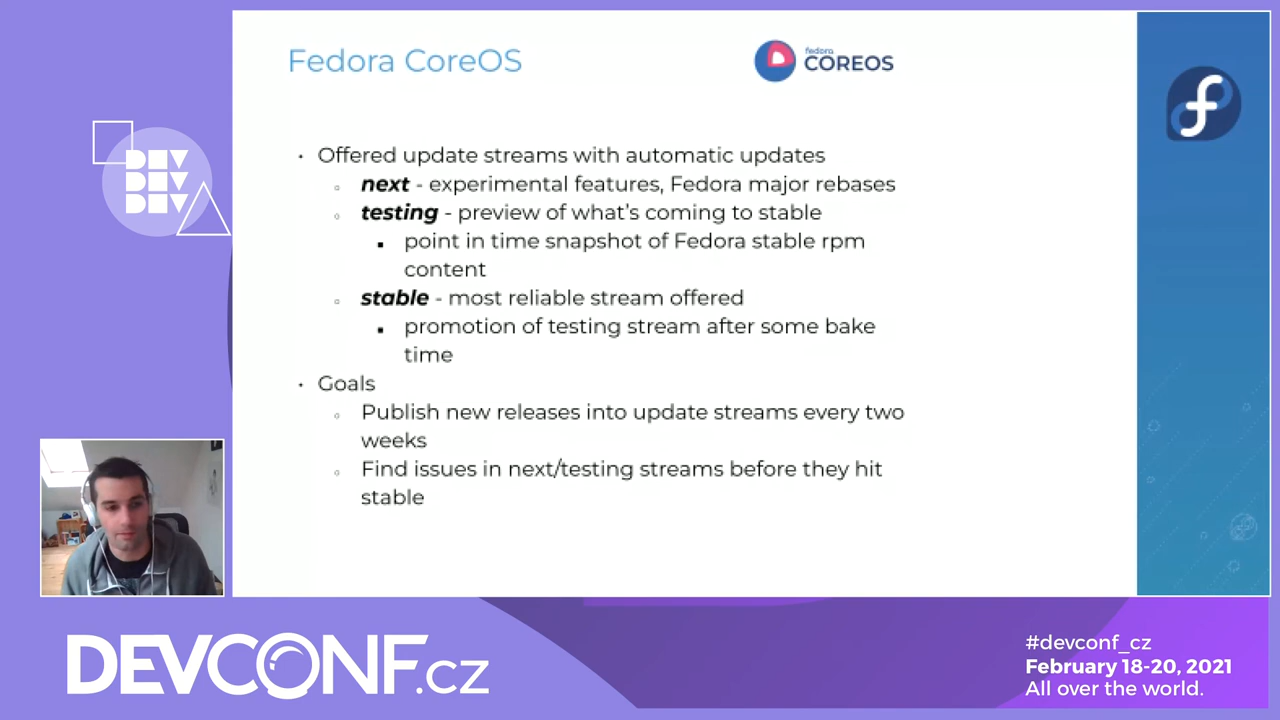 Fedora CoreOS
fedora
COREOS
f
DEV
DEV
DEV
• Offered update streams with automatic updates
○ next - experimental features, Fedora major rebases
○ testing - preview of what's coming to stable
▪ point in time snapshot of Fedora stable rpm
content
○ stable - most reliable stream offered
▪ promotion of testing stream after some bake
time
• Goals
○ Publish new releases into update streams every two
weeks
○ Find issues in next/testing streams before they hit
stable
DEVCONF.cz
#devconf_cz
February 18-20, 2021
All over the world.